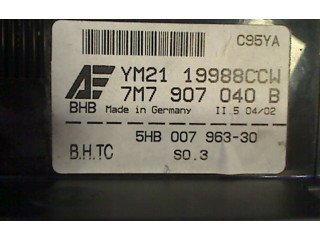 C95YA
AF YM21 19988CCW
7M7 907 040 B
BHB Made in Germany II.5 04/02
5HB 007 963-30
B.H.TC SO.3